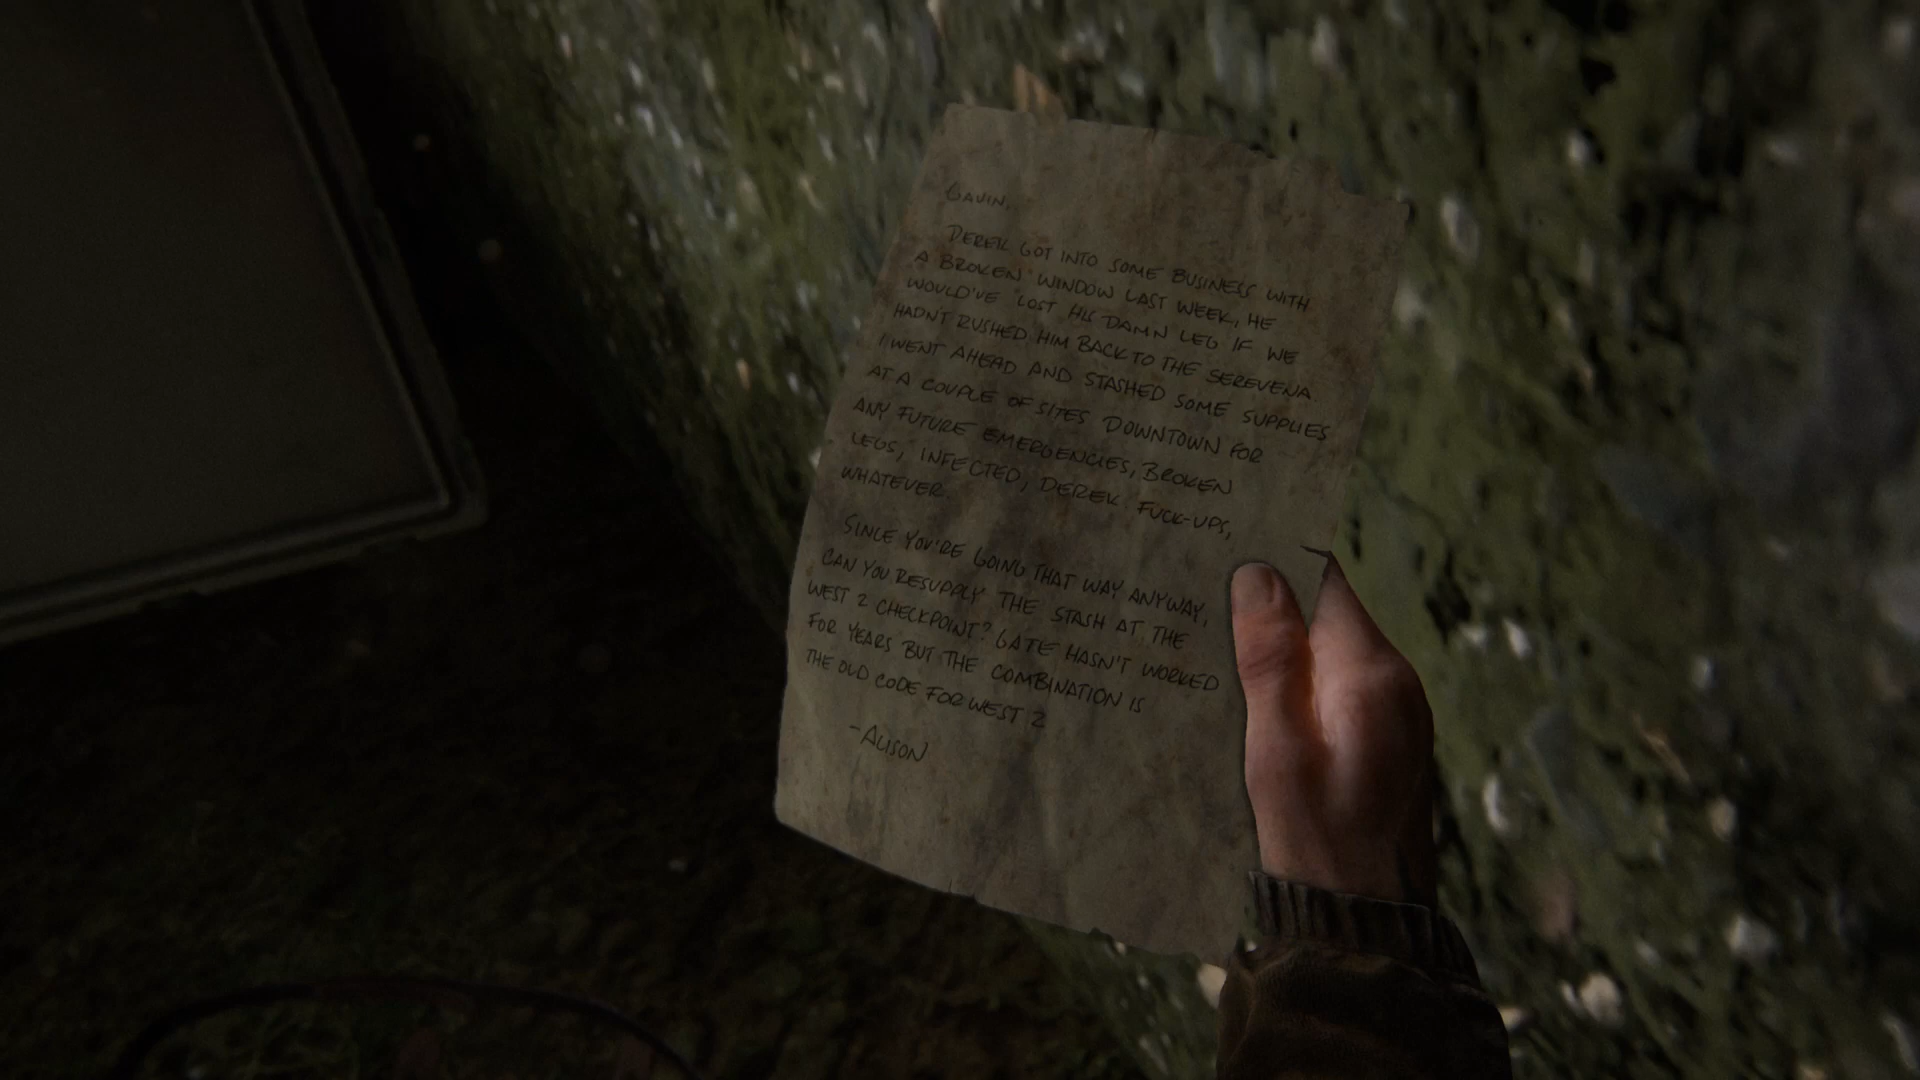 GAVIN,
DEREK GOT INTO SOME BUSINESS WITH
A BROKEN WINDOW LAST WEEK, HE
WOULD'VE LOST HIS DAMN LEG IF WE
HADN'T RUSHED HIM BACK TO THE SEREVENA.
I WENT AHEAD AND STASHED SOME SUPPLIES
AT A COUPLE OF SITES DOWNTOWN FOR
ANY FUTURE EMERGENCIES, BROKEN
LEGS, INFECTED, DEREK FUCK-UPS,
WHATEVER.
SINCE YOU'RE GOING THAT WAY ANYWAY,
CAN YOU RESUPPLY THE STASH AT THE
WEST 2 CHECKPOINT? GATE HASN'T WORKED
FOR YEARS BUT THE COMBINATION IS
THE OLD CODE FOR WEST 2
-ALISON